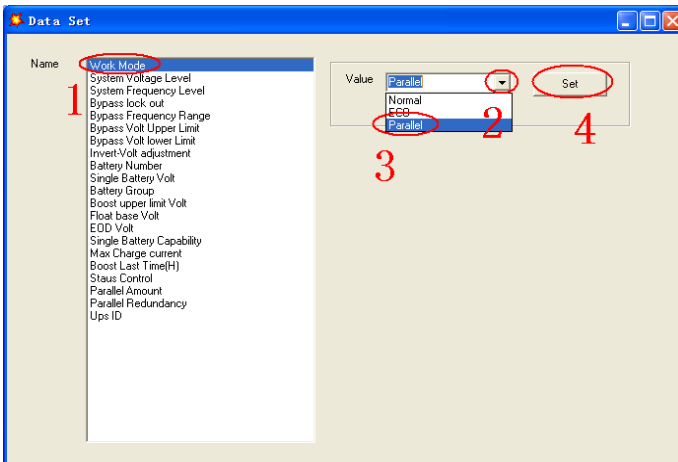 Data Set
Name
Work Mode
System Voltage Level
System Frequency Level
Bypass lock out
Bypass Frequency Range
Bypass Volt Upper Limit
Bypass Volt lower Limit
Invert-Volt adjustment
Battery Number
Single Battery Volt
Battery Group
Boost upper limit Volt
Float base Volt
EOD Volt
Single Battery Capability
Max Charge current
Boost Last Time(H)
Staus Control
Parallel Amount
Parallel Redundancy
Ups ID
1
Value
Parallel
Normal
ECO
Parallel
2
3
Set
4